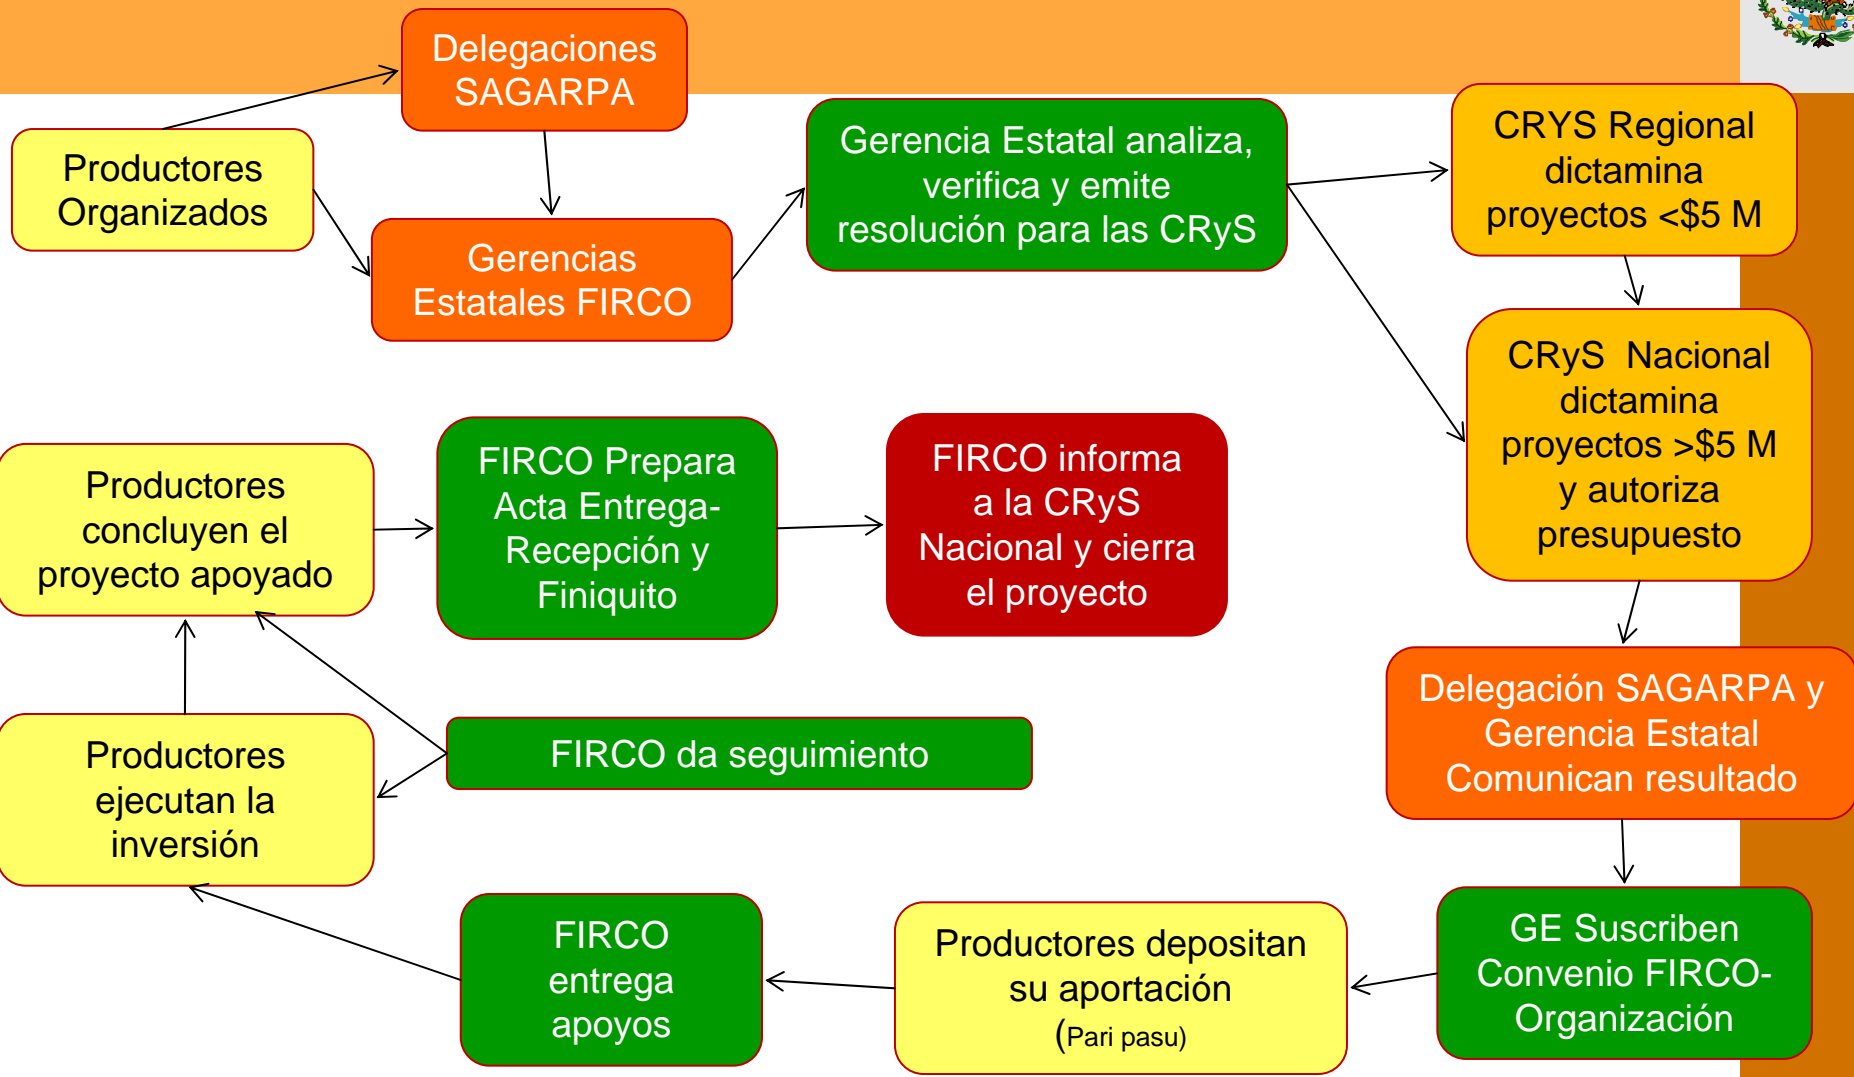 Delegaciones
SAGARPA
Productores
Organizados
Gerencias
Estatales FIRCO
Gerencia Estatal analiza,
verifica y emite
resolución para las CRyS
CRYS Regional
dictamina
proyectos <$5 M
CRyS  Nacional
dictamina
proyectos >$5 M
y autoriza
presupuesto
Productores
concluyen el
proyecto apoyado
FIRCO Prepara
Acta Entrega-
Recepción y
Finiquito
FIRCO informa
a la CRyS
Nacional y cierra
el proyecto
Delegación SAGARPA y
Gerencia Estatal
Comunican resultado
Productores
ejecutan la
inversión
FIRCO da seguimiento
FIRCO
entrega
apoyos
Productores depositan
su aportación
(Pari pasu)
GE Suscriben
Convenio FIRCO-
Organización